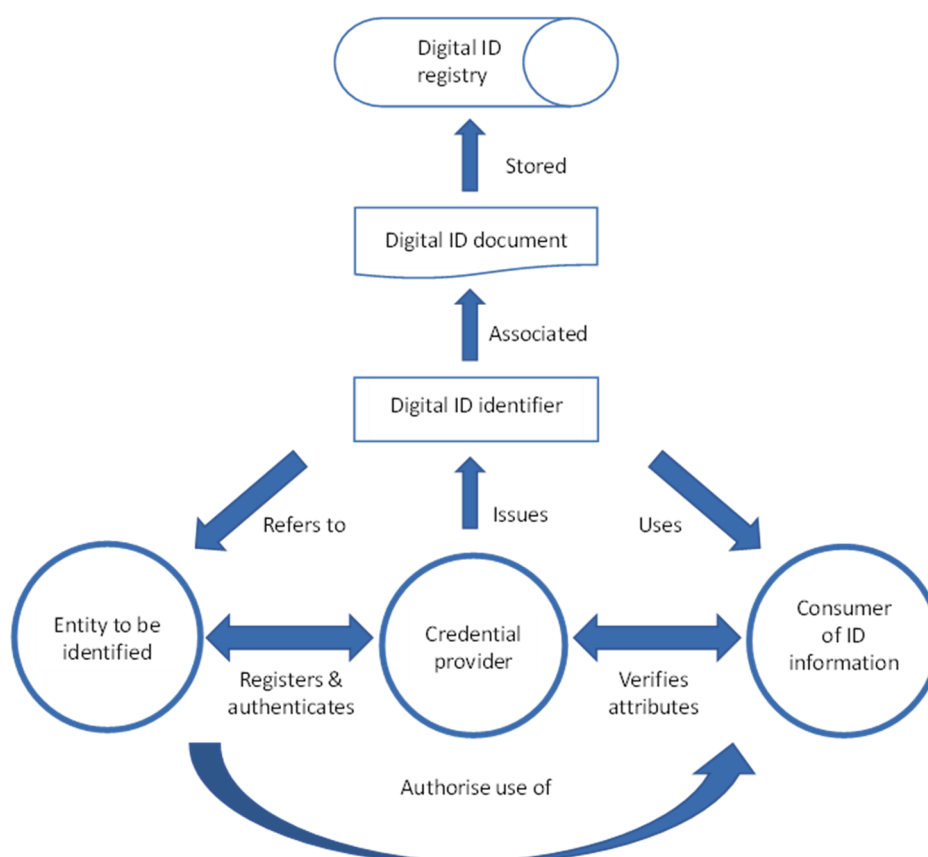 Digital ID
registry
Stored
Digital ID document
Associated
Digital ID identifier
Refers to
Issues
Uses
Entity to be
identified
Credential
provider
Consumer
of ID
information
Registers &
authenticates
Verifies
attributes
Authorise use of